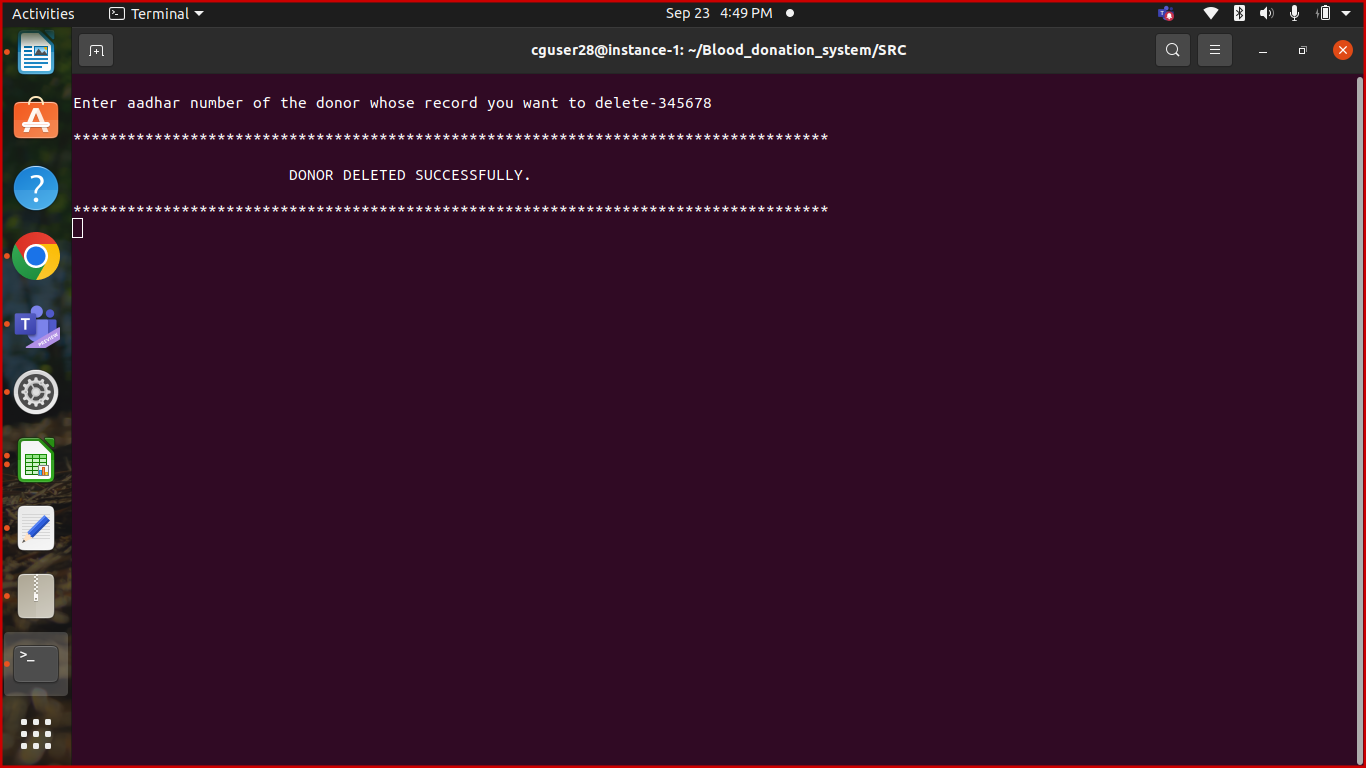 Activities Terminal Sep 23 4:49 PM
cguser28@instance-1: ~/Blood_donation_system/SRC
Enter aadhar number of the donor whose record you want to delete-345678
************************************************************************************
DONOR DELETED SUCCESSFULLY.
************************************************************************************
?
T
PREVIEW
>_